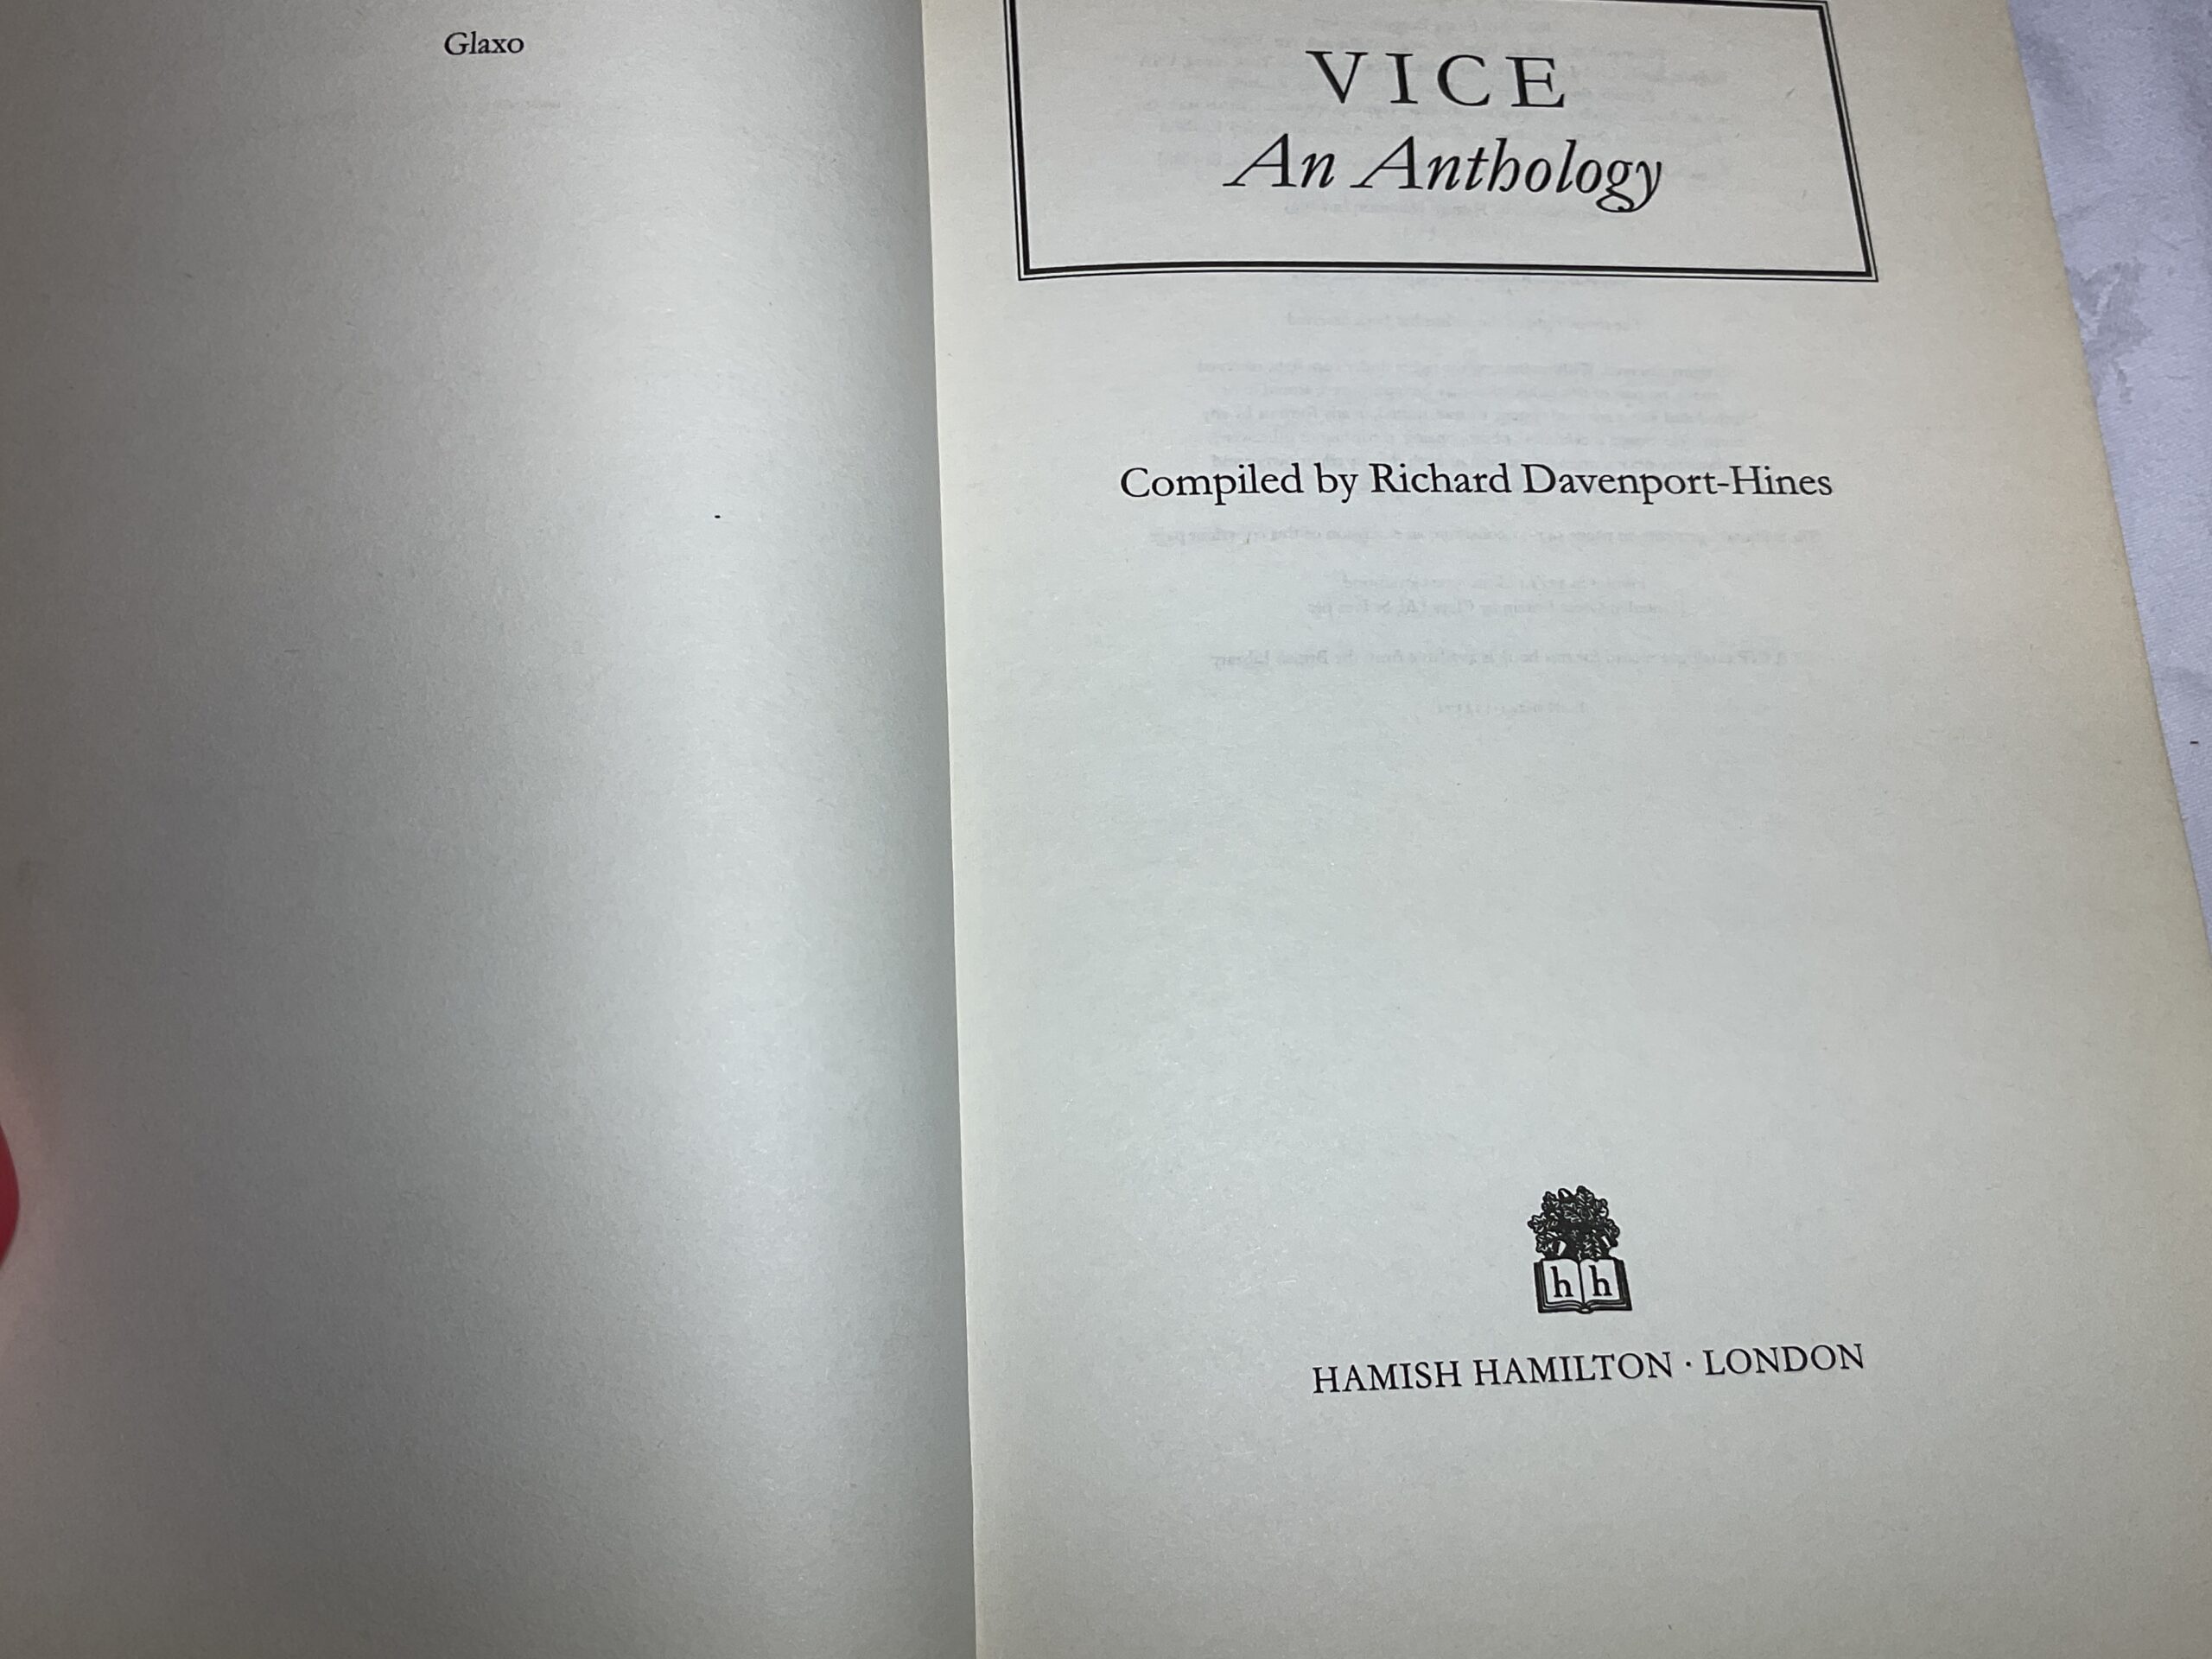 Glaxo
VICE
An Anthology
Compiled by Richard Davenport-Hines
h h
HAMISH HAMILTON · LONDON